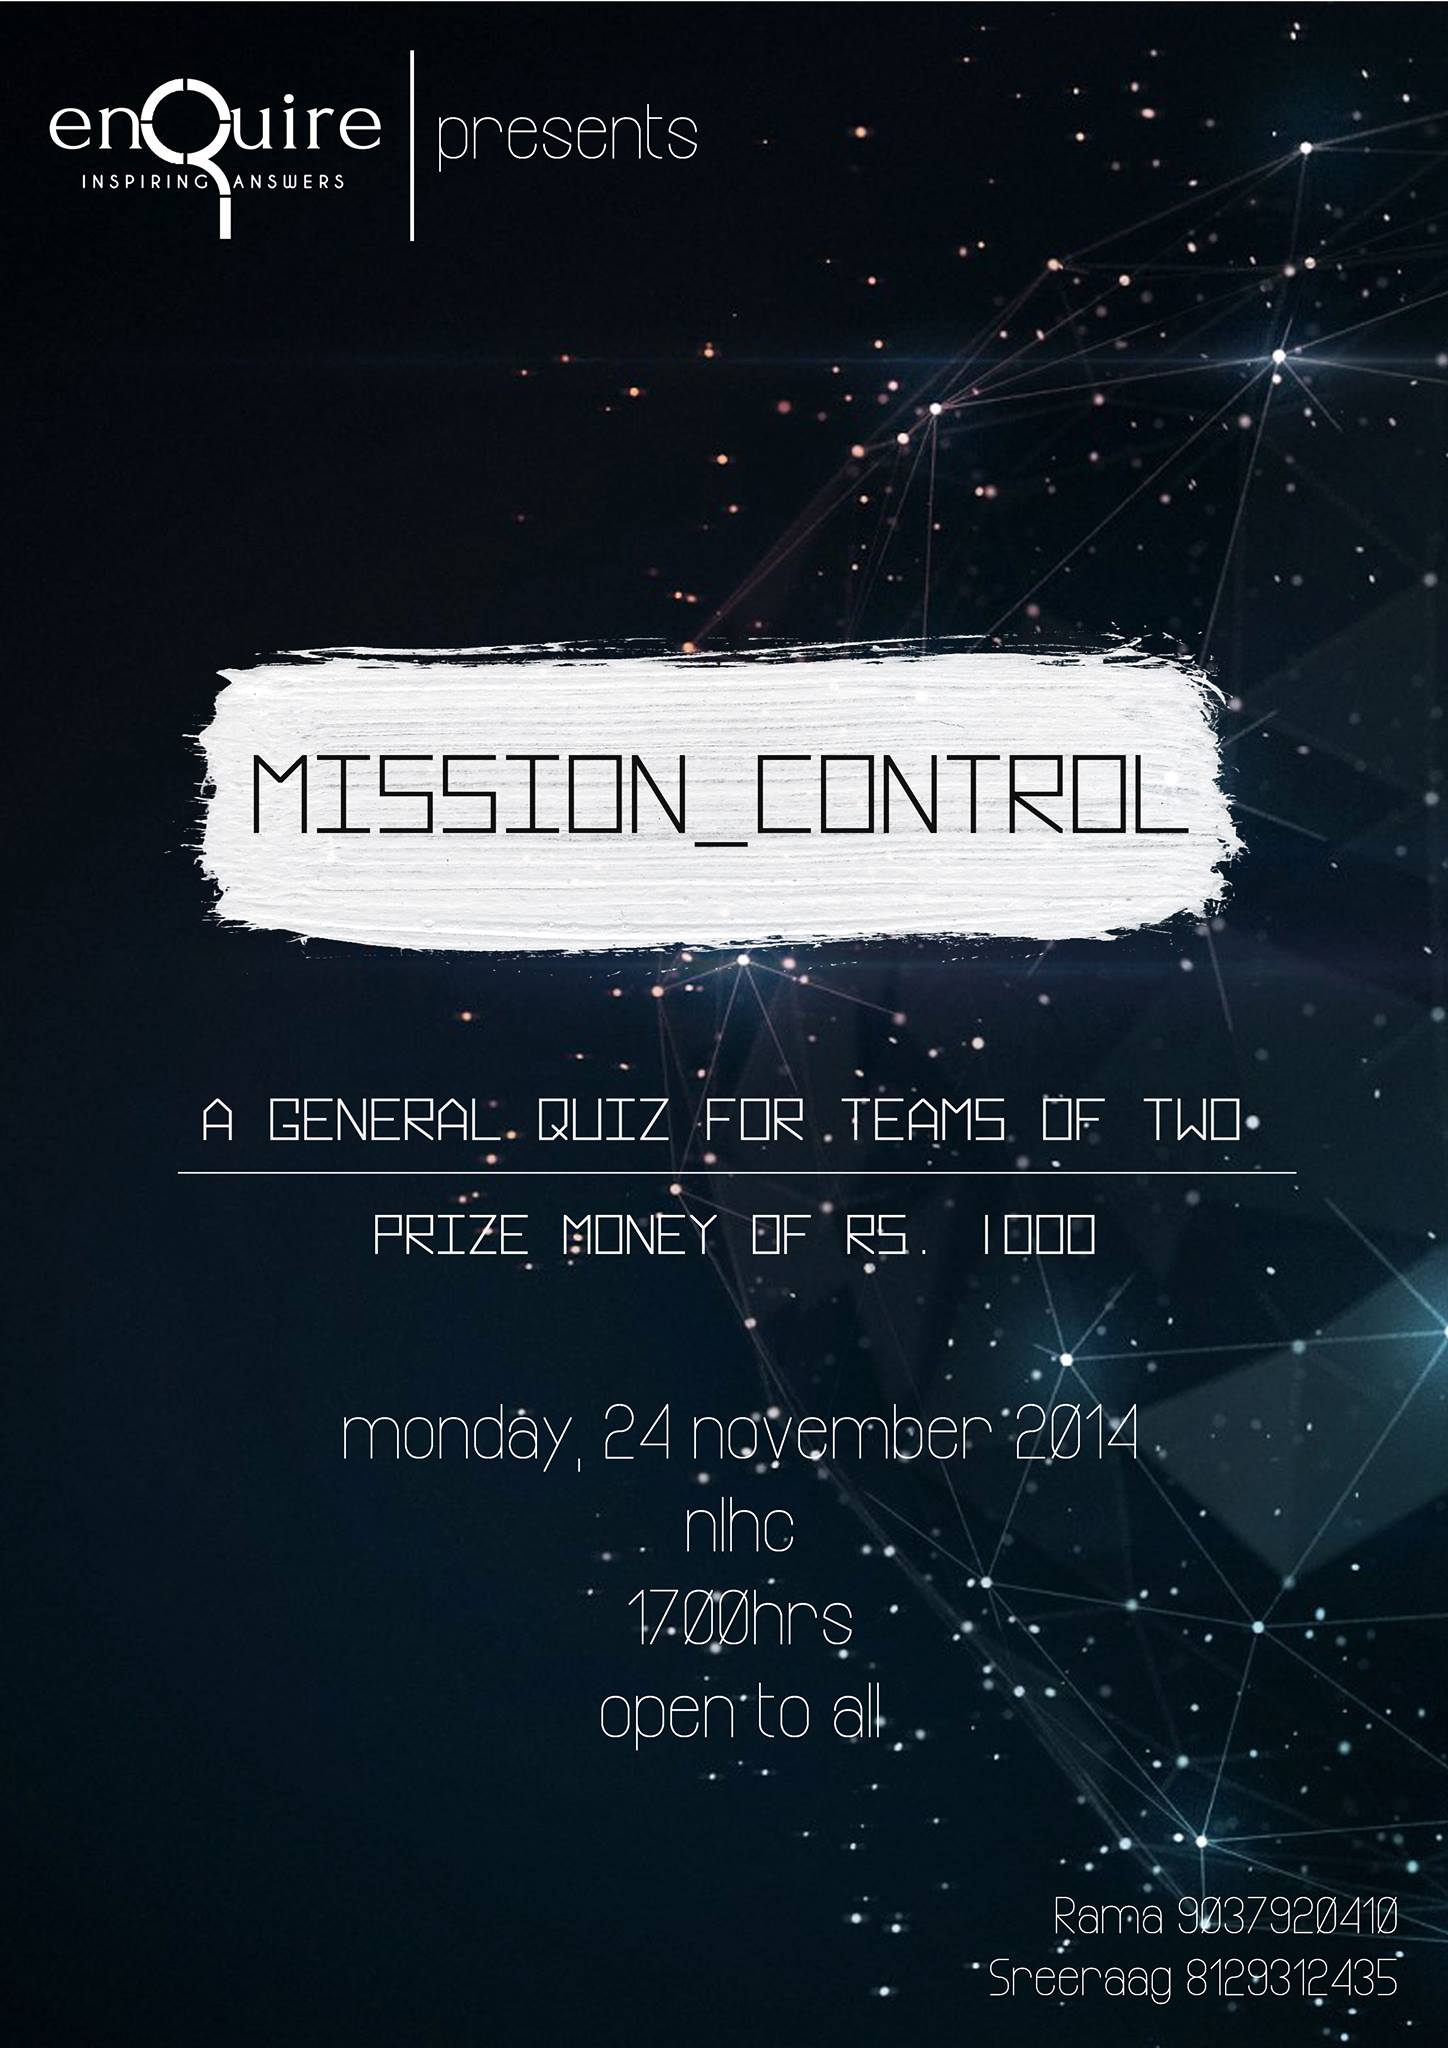 enQuire
INSPIRING ANSWERS
presents
MISSION_CONTROL
A GENERAL QUIZ FOR TEAMS OF TWO
PRIZE MONEY OF RS. 1000
monday, 24 november 2014
nlhc
1700hrs
open to all
Rama 9037920410
Sreeraag 8129312435